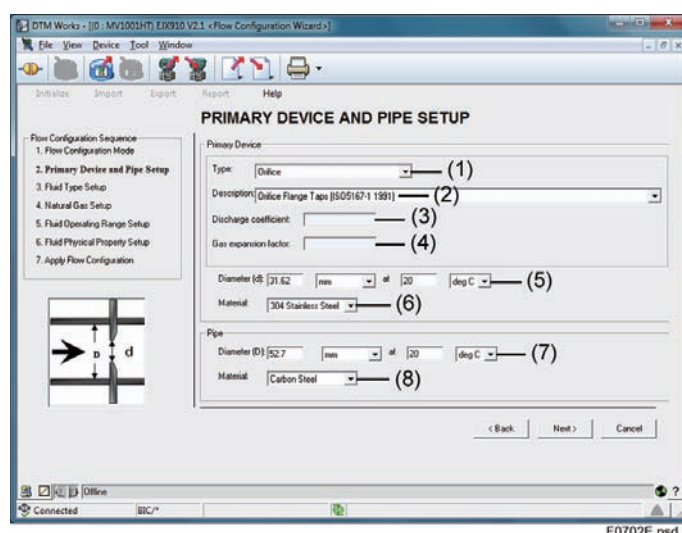 DTM Works - [(0 : MV1001HT) EJX910 V2.1 <Flow Configuration Wizard>]
File View Device Tool Window
Initialize Import Export Report Help
PRIMARY DEVICE AND PIPE SETUP
Flow Configuration Sequence
1. Flow Configuration Mode
2. Primary Device and Pipe Setup
3. Fluid Type Setup
4. Natural Gas Setup
5. Fluid Operating Range Setup
6. Fluid Physical Property Setup
7. Apply Flow Configuration
D d
Primary Device
Type: Orifice (1)
Description: Orifice Flange Taps [ISO5167-1 1991] (2)
Discharge coefficient: (3)
Gas expansion factor: (4)
Diameter (d): 31.62 mm at 20 deg C (5)
Material: 304 Stainless Steel (6)
Pipe
Diameter (D): 52.7 mm at 20 deg C (7)
Material: Carbon Steel (8)
< Back Next > Cancel
Offline ?
Connected BIC/*
F0702E.psd